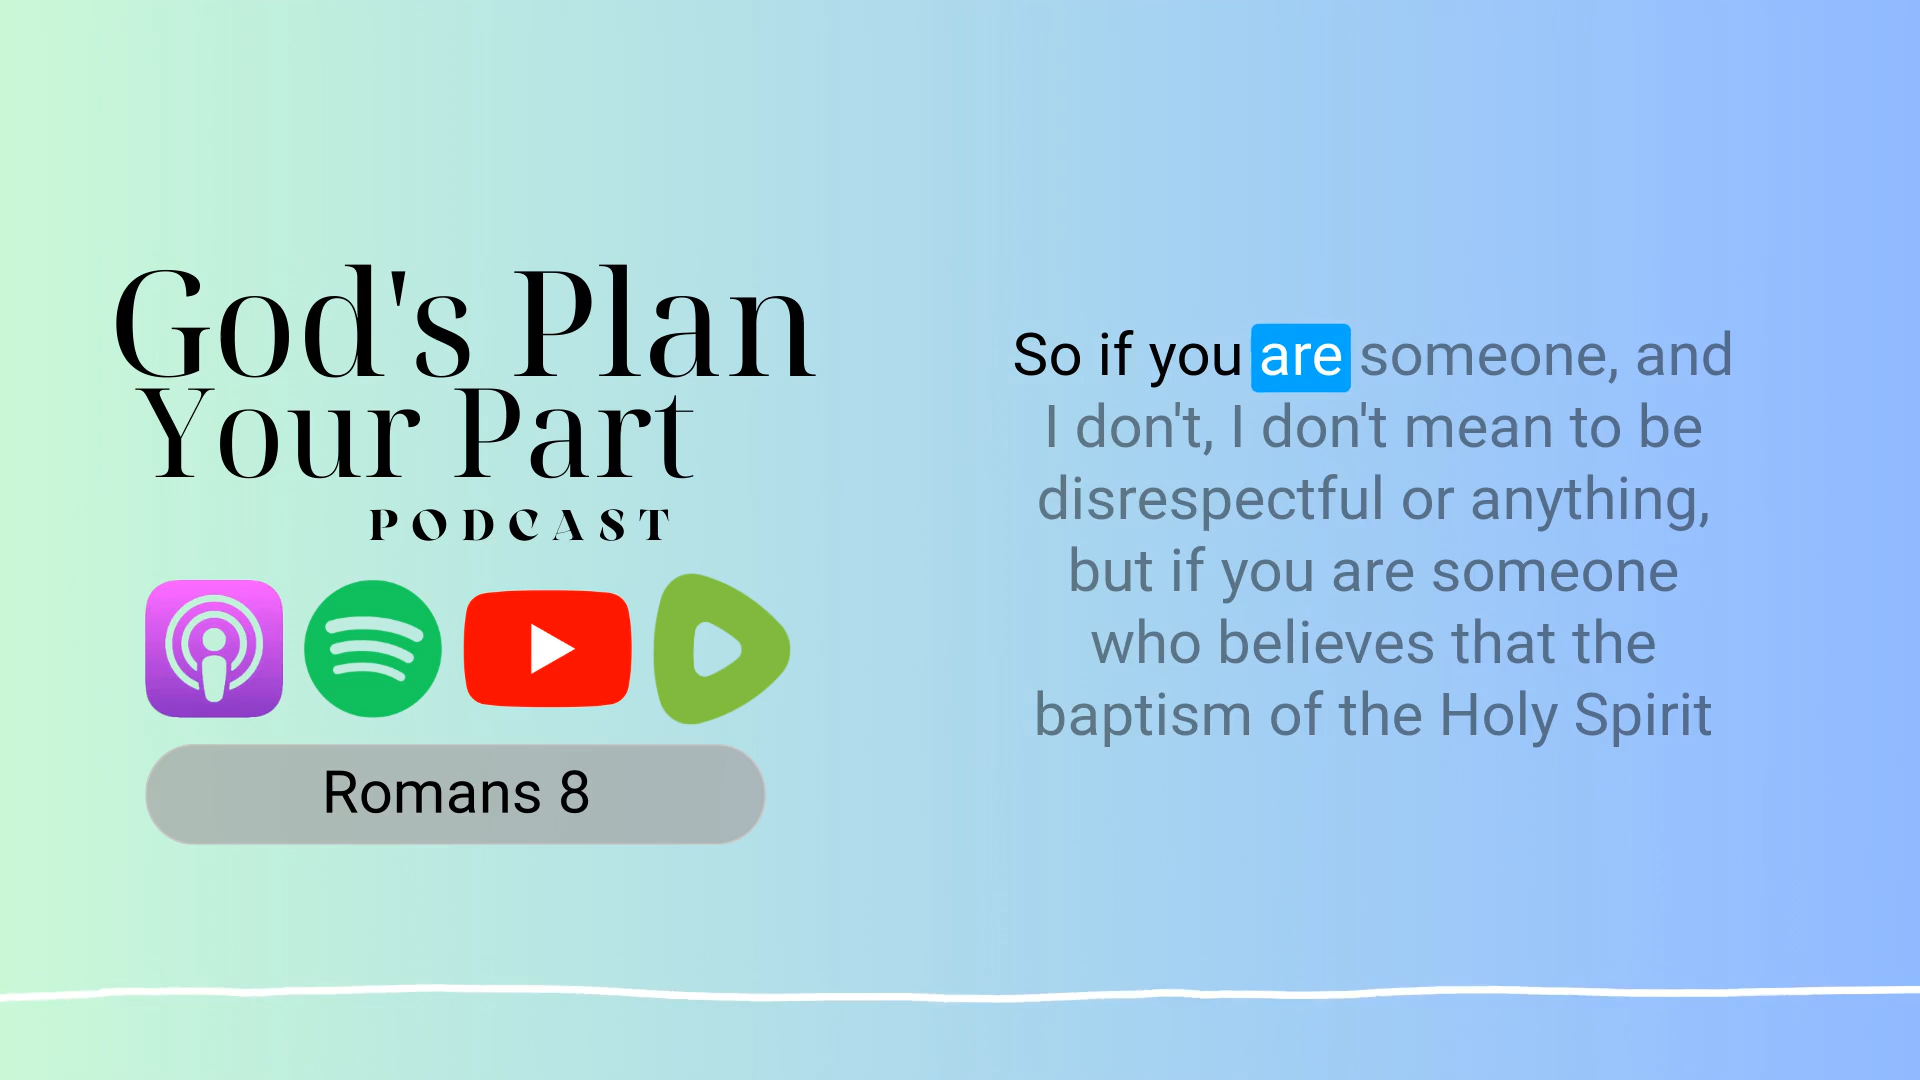 God's Plan
Your Part
PODCAST
Romans 8
So if you are someone, and
I don't, I don't mean to be
disrespectful or anything,
but if you are someone
who believes that the
baptism of the Holy Spirit